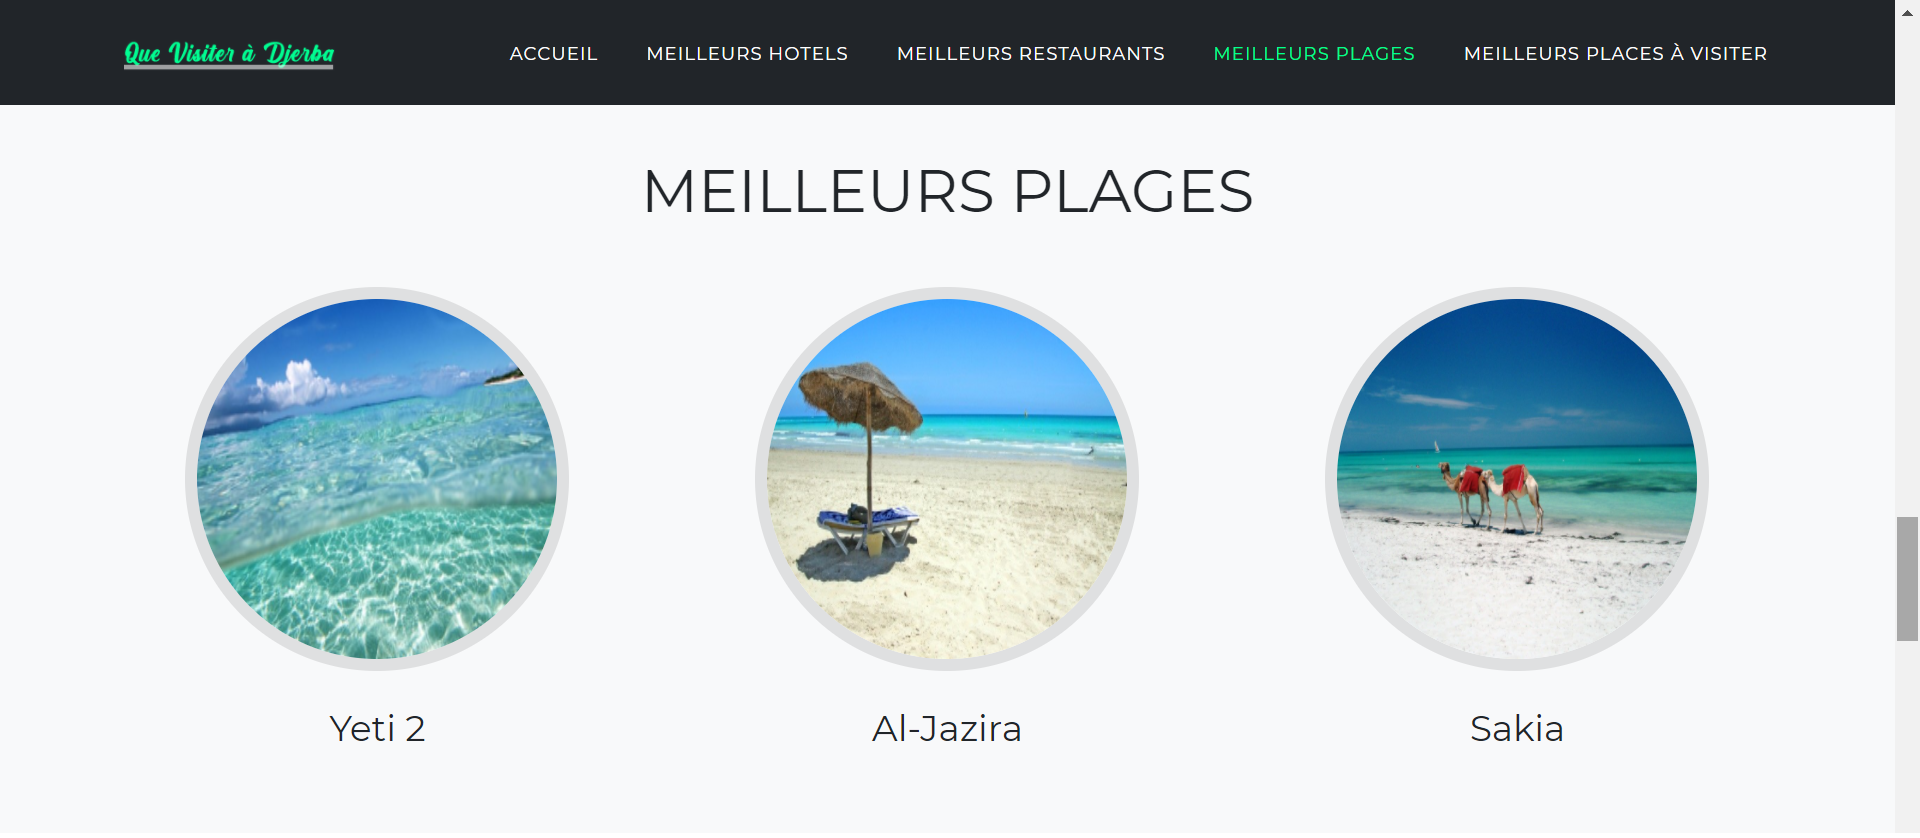 Que Visiter à Djerba
ACCUEIL MEILLEURS HOTELS MEILLEURS RESTAURANTS MEILLEURS PLAGES MEILLEURS PLACES À VISITER
MEILLEURS PLAGES
Yeti 2
Al-Jazira
Sakia